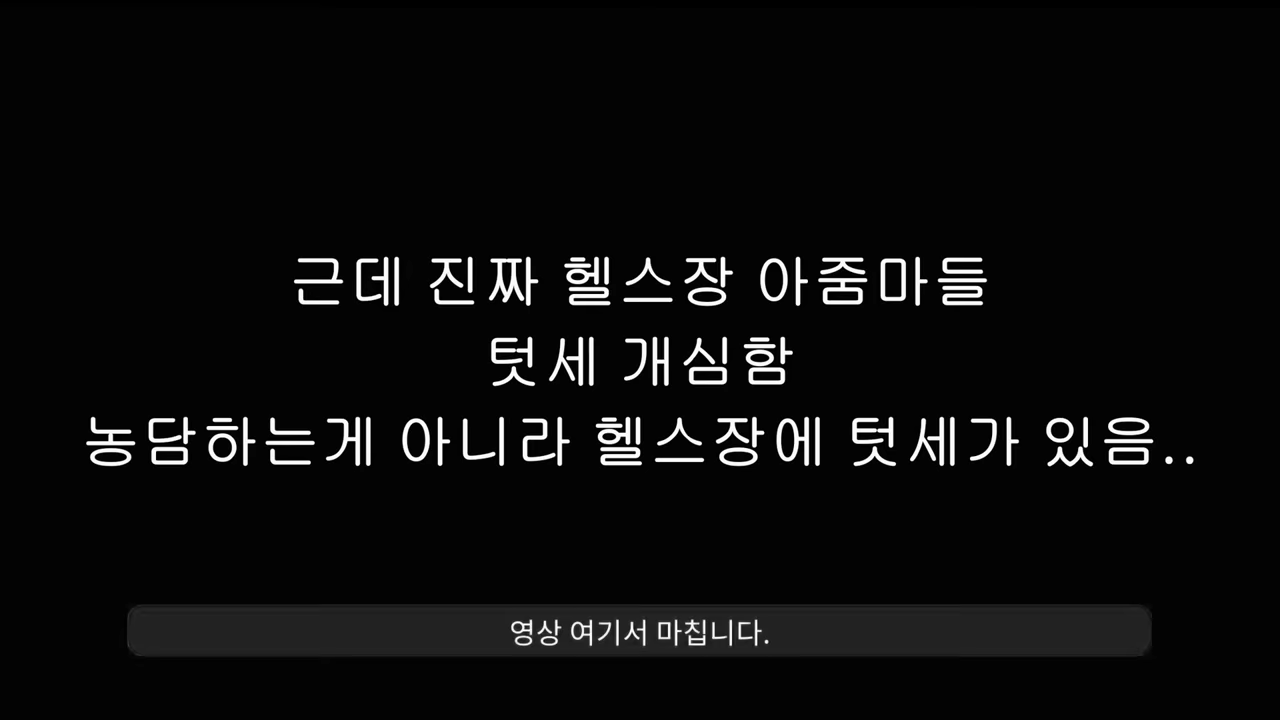 근데 진짜 헬스장 아줌마들
텃세 개심함
농담하는게 아니라 헬스장에 텃세가 있음..
영상 여기서 마칩니다.